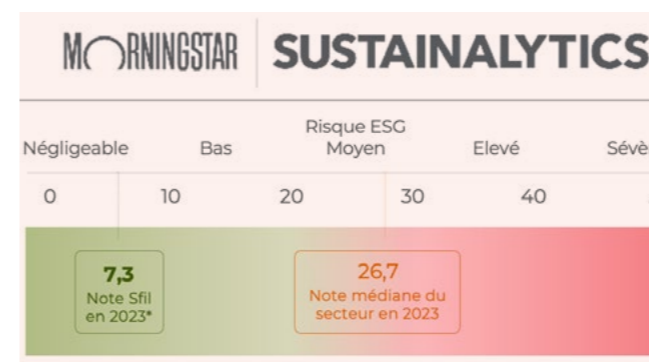 MORNINGSTAR SUSTAINALYTICS
Risque ESG
Négligeable Bas Moyen Elevé
0 10 20 30 40
7,3
Note Sfil
en 2023*
26,7
Note médiane du
secteur en 2023